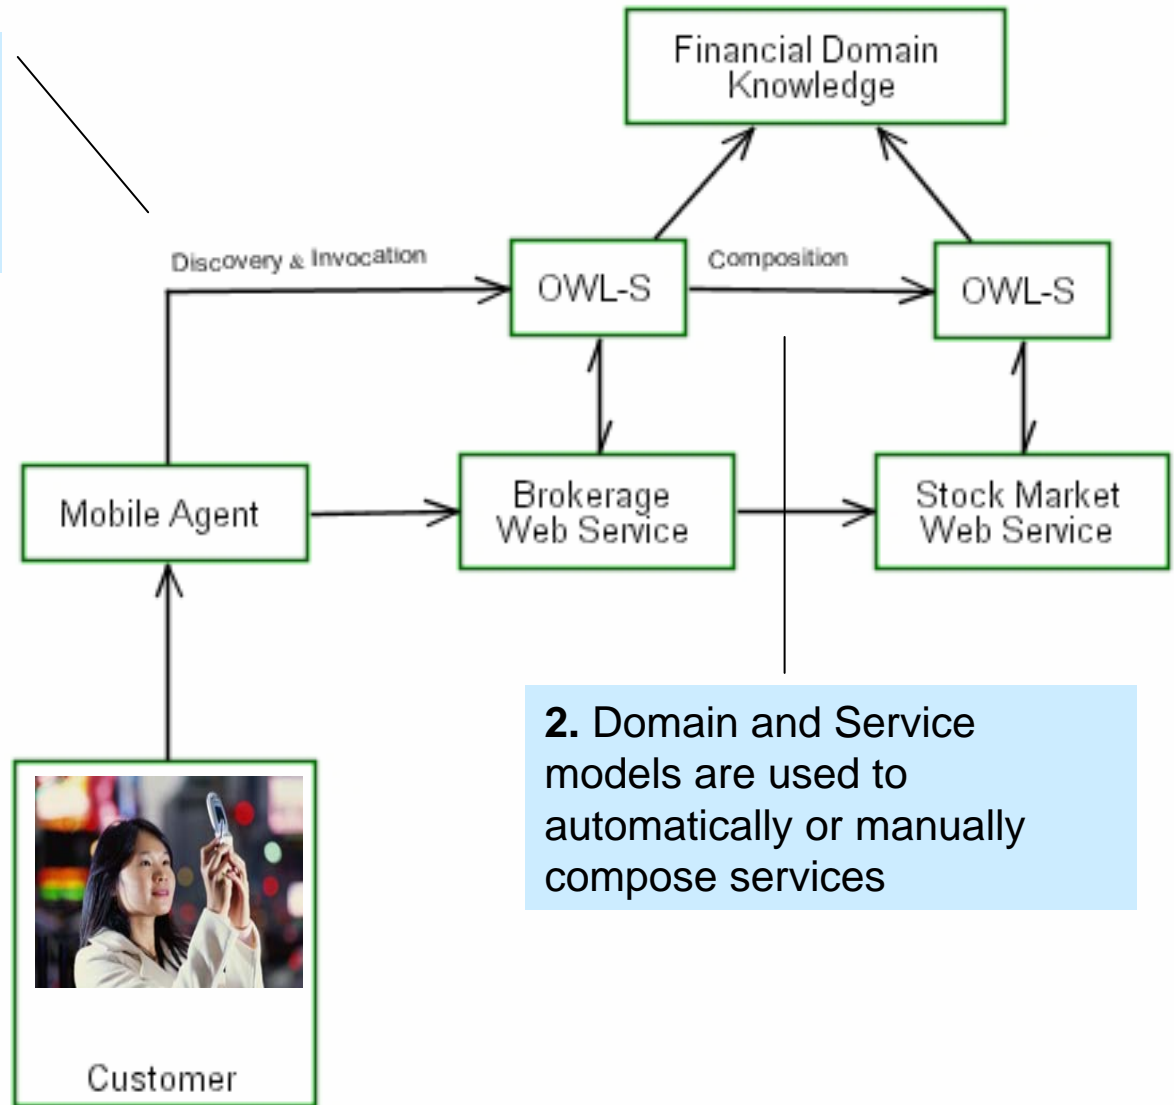 Financial Domain
Knowledge
Discovery & Invocation
OWL-S
Composition
OWL-S
Mobile Agent
Brokerage
Web Service
Stock Market
Web Service
2. Domain and Service
models are used to
automatically or manually
compose services
Customer